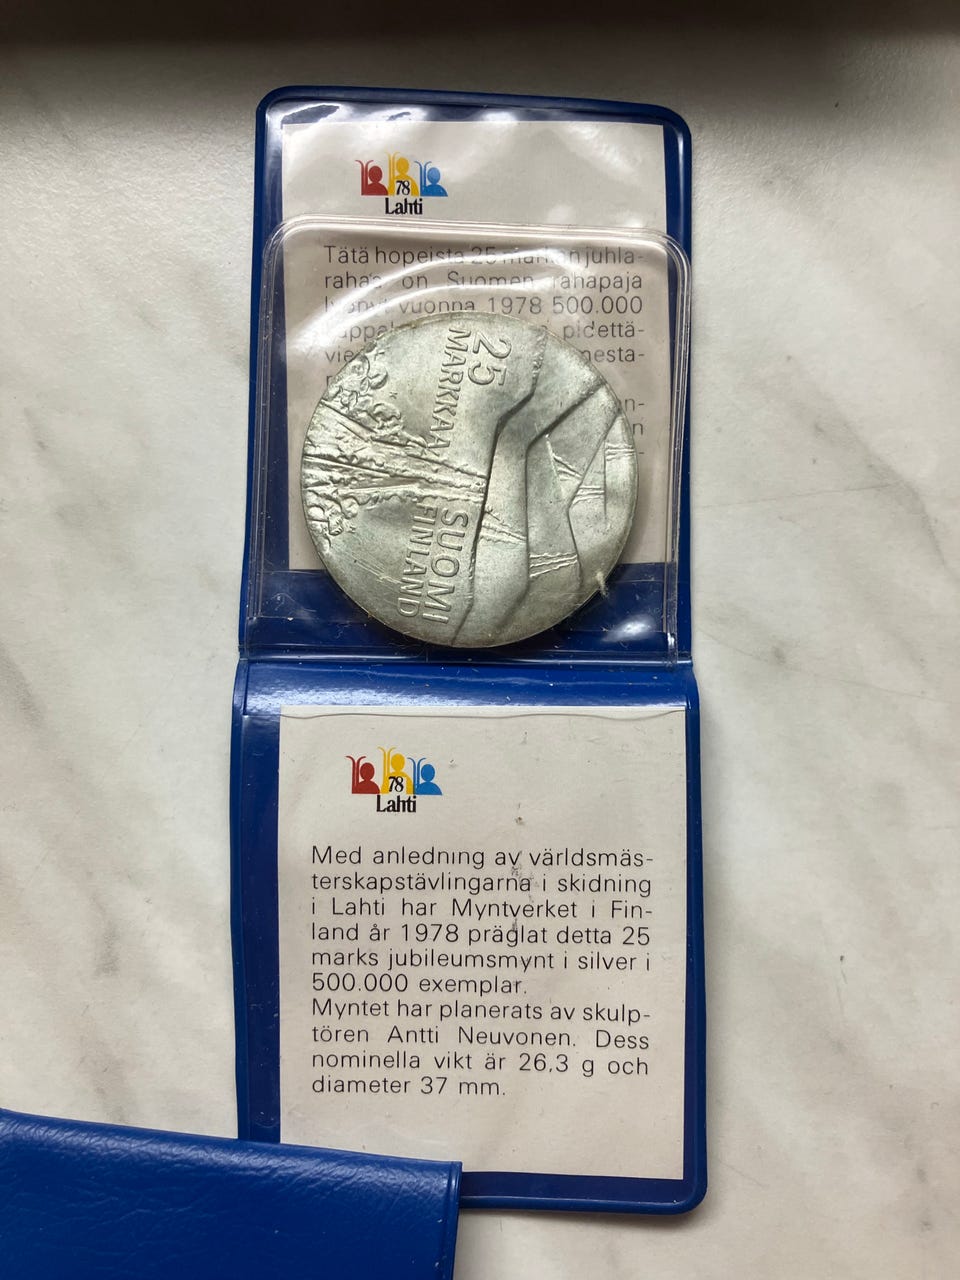 78
Lahti
Tätä hopeista 25 markan juhla-
rahaa on Suomen rahapaja
lyönyt vuonna 1978 500.000
pidettä-
25
MARKKAA
SUOMI
FINLAND
78
Lahti
Med anledning av världsmäs-
terskapstävlingarna i skidning
i Lahti har Myntverket i Fin-
land år 1978 präglat detta 25
marks jubileumsmynt i silver i
500.000 exemplar.
Myntet har planerats av skulp-
tören Antti Neuvonen. Dess
nominella vikt är 26,3 g och
diameter 37 mm.